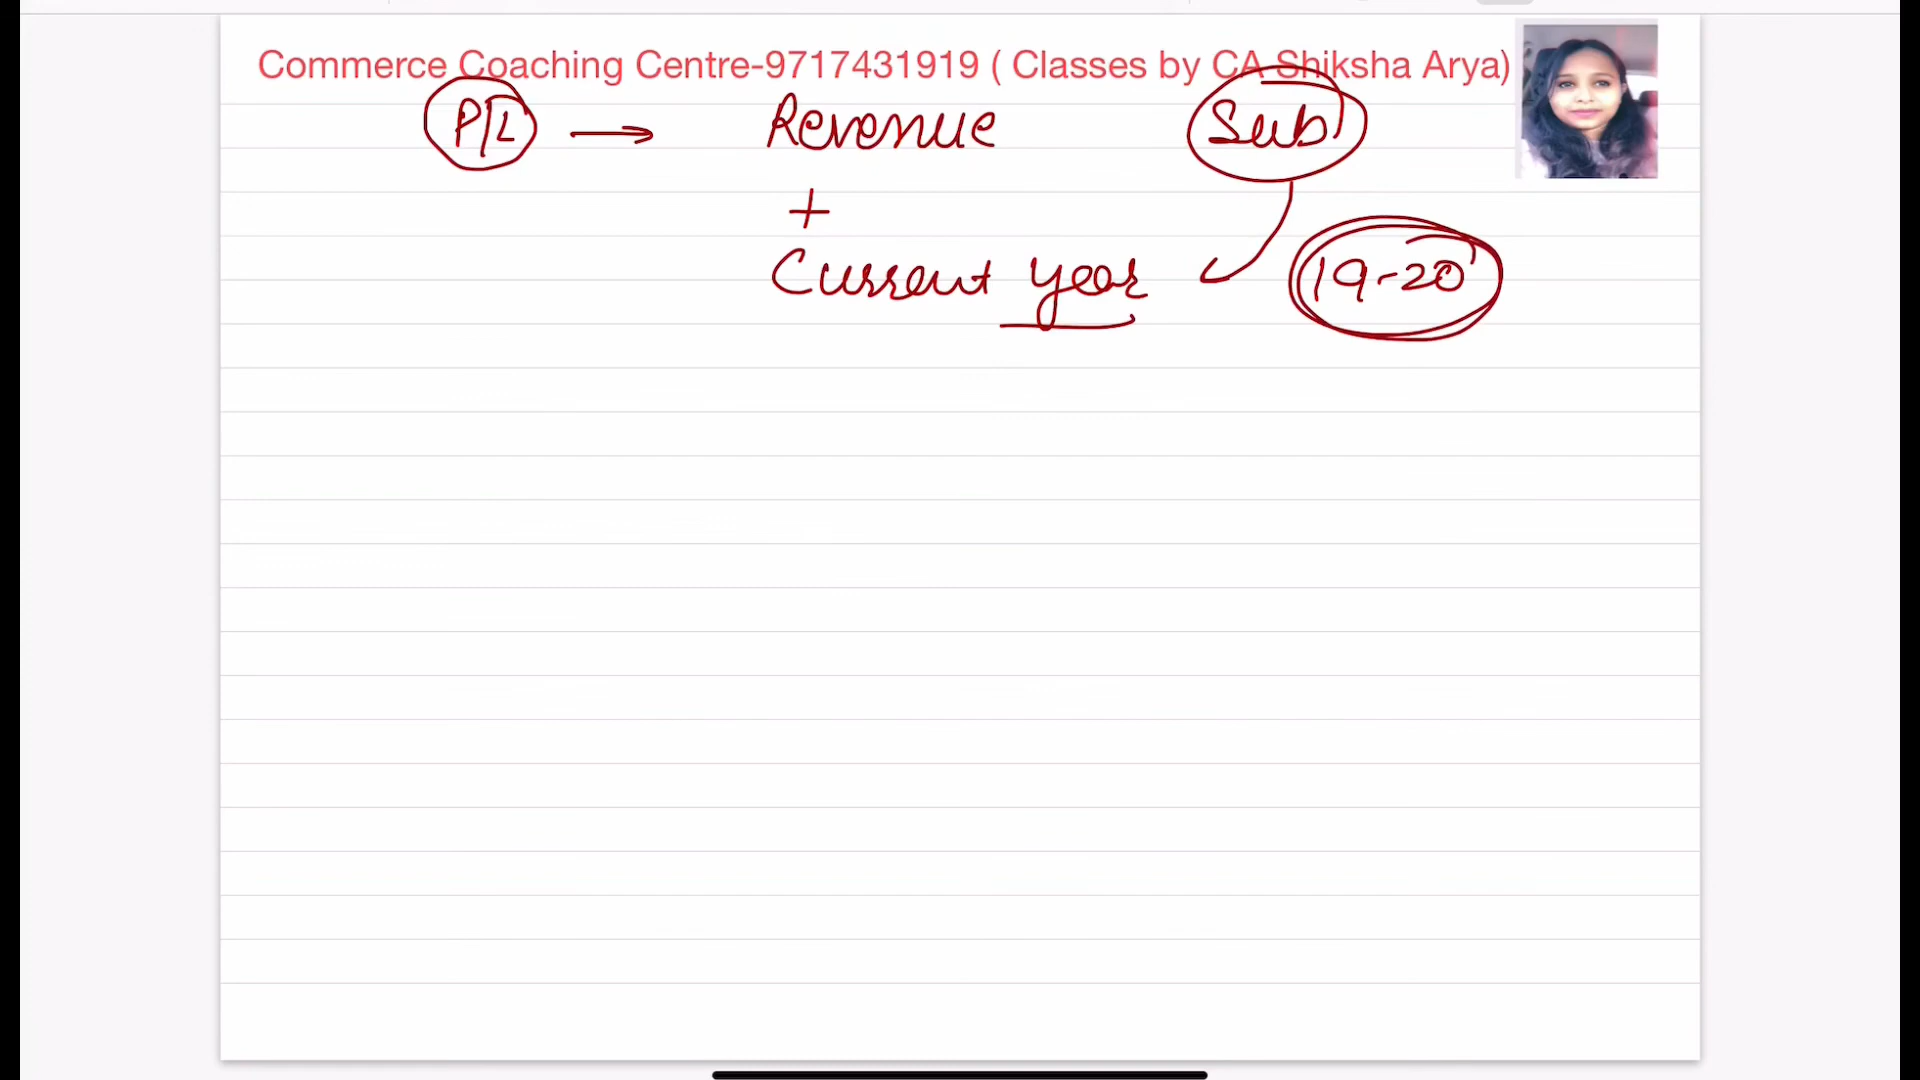 Commerce Coaching Centre-9717431919 ( Classes by CA Shiksha Arya)
P/L → Revenue Sub
+
Current year 19-20